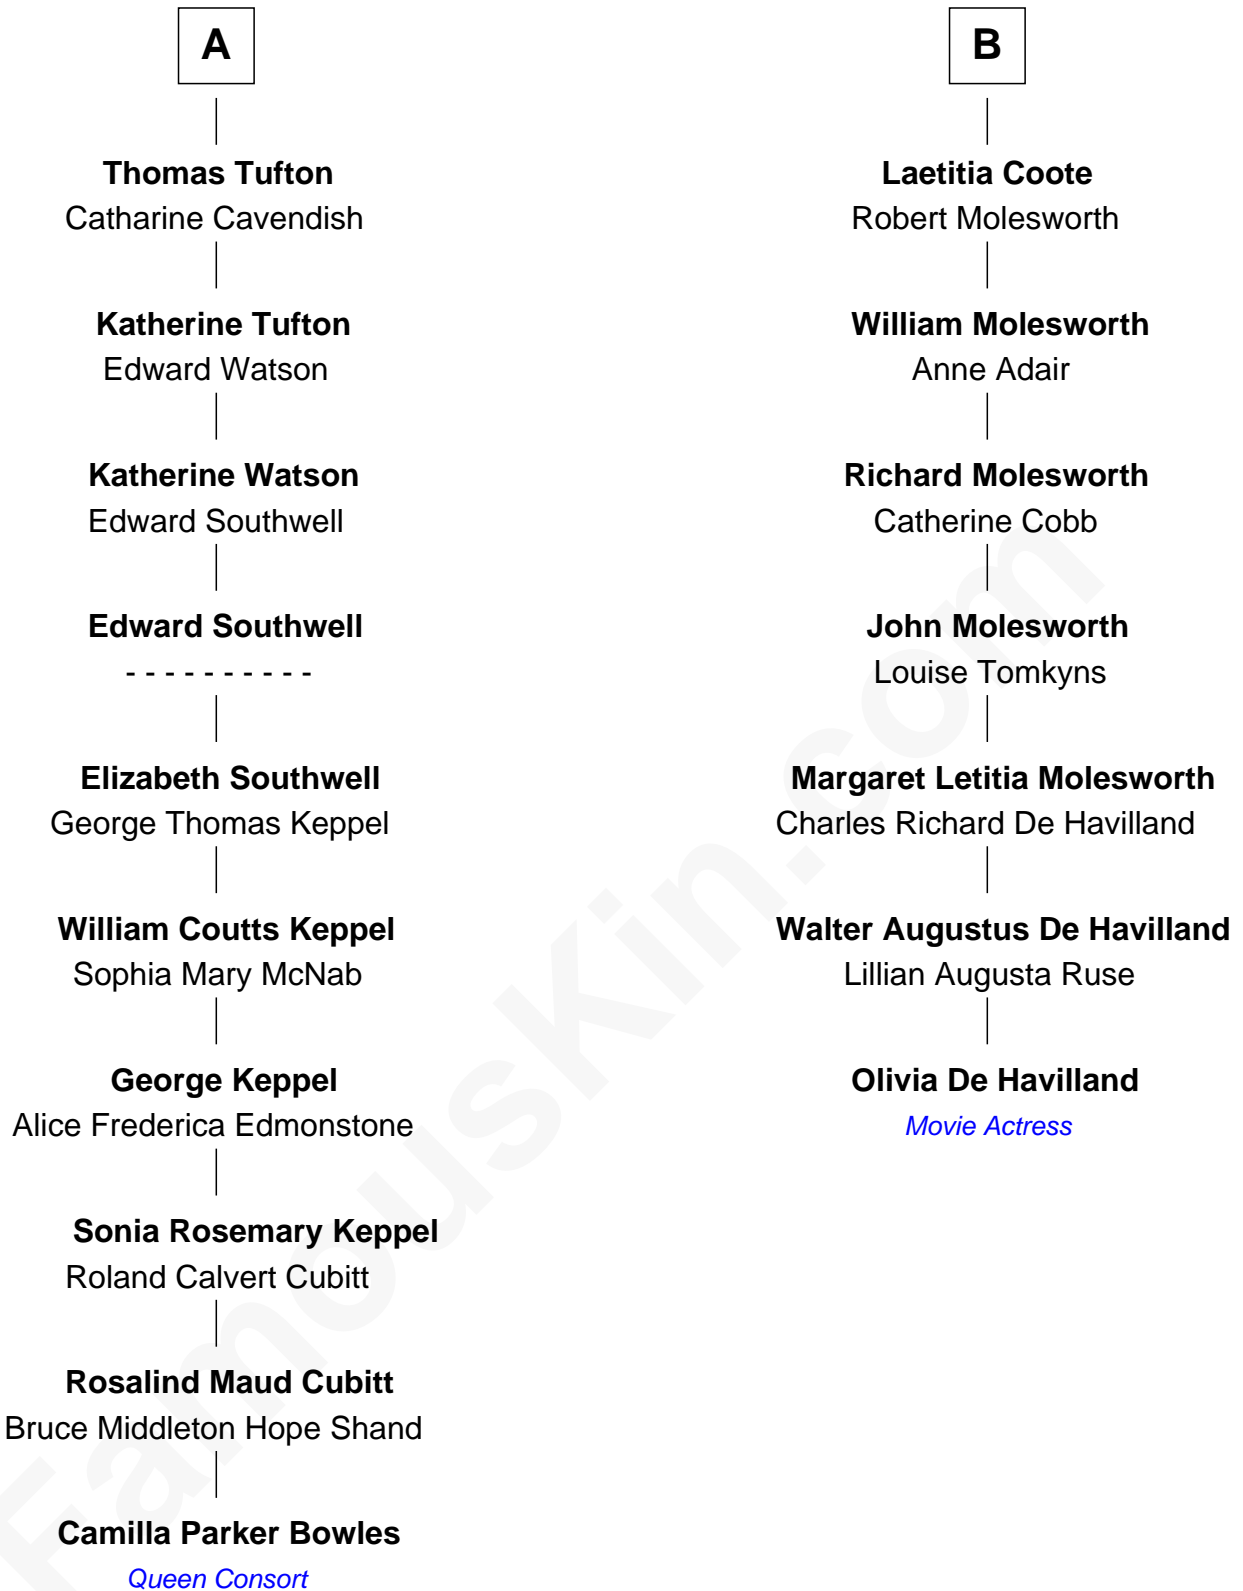 A
Thomas Tufton
Catharine Cavendish
Katherine Tufton
Edward Watson
Katherine Watson
Edward Southwell
Edward Southwell
- - - - - - - - - -
Elizabeth Southwell
George Thomas Keppel
William Coutts Keppel
Sophia Mary McNab
George Keppel
Alice Frederica Edmonstone
Sonia Rosemary Keppel
Roland Calvert Cubitt
Rosalind Maud Cubitt
Bruce Middleton Hope Shand
Camilla Parker Bowles
Queen Consort
B
Laetitia Coote
Robert Molesworth
William Molesworth
Anne Adair
Richard Molesworth
Catherine Cobb
John Molesworth
Louise Tomkyns
Margaret Letitia Molesworth
Charles Richard De Havilland
Walter Augustus De Havilland
Lillian Augusta Ruse
Olivia De Havilland
Movie Actress
FamousKin.com